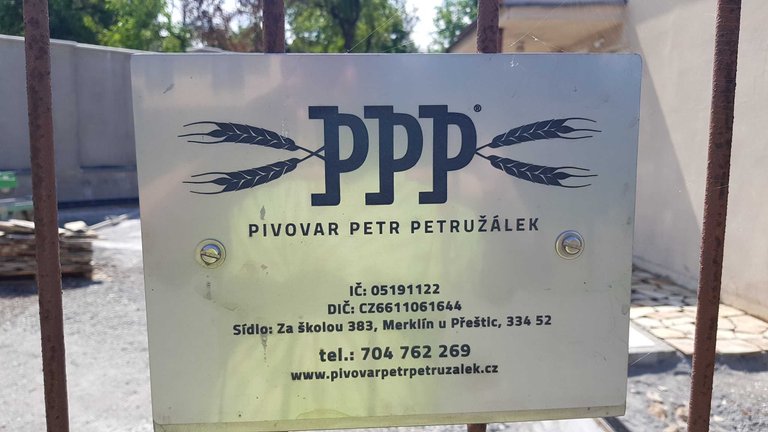 PPP®
PIVOVAR PETR PETRUŽÁLEK
IČ: 05191122
DIČ: CZ6611061644
Sídlo: Za školou 383, Merklín u Přeštic, 334 52
tel.: 704 762 269
www.pivovarpetrpetruzalek.cz